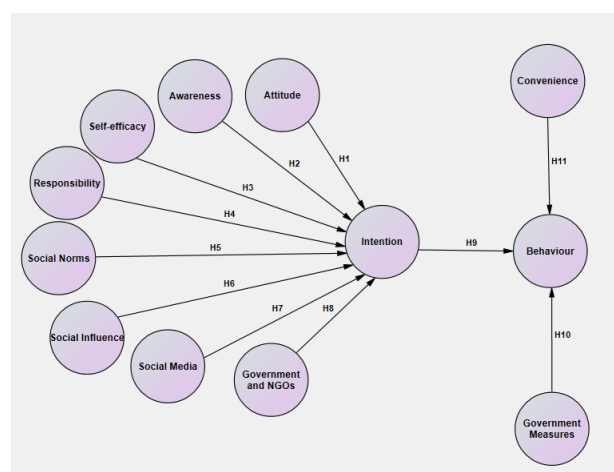 Convenience
Attitude
Awareness
Self-efficacy
H1
H2
H11
H3
Responsibility
H4
Intention
H5
H9
Behaviour
Social Norms
H6
H7
H8
Social Influence
H10
Social Media
Government
and NGOs
Government
Measures